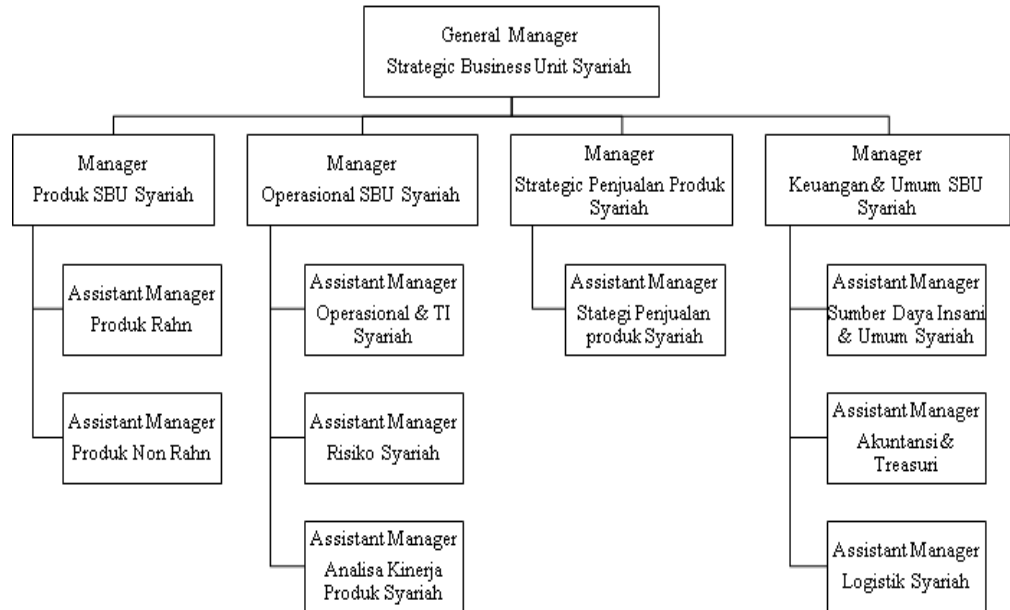 General Manager
Strategic Business Unit Syariah
Manager
Produk SBU Syariah
Manager
Operasional SBU Syariah
Manager
Strategic Penjualan Produk
Syariah
Manager
Keuangan & Umum SBU
Syariah
Assistant Manager
Produk Rahn
Assistant Manager
Operasional & TI
Syariah
Assistant Manager
Stategi Penjualan
produk Syariah
Assistant Manager
Sumber Daya Insani
& Umum Syariah
Assistant Manager
Produk Non Rahn
Assistant Manager
Risiko Syariah
Assistant Manager
Akuntansi &
Treasuri
Assistant Manager
Analisa Kinerja
Produk Syariah
Assistant Manager
Logistik Syariah